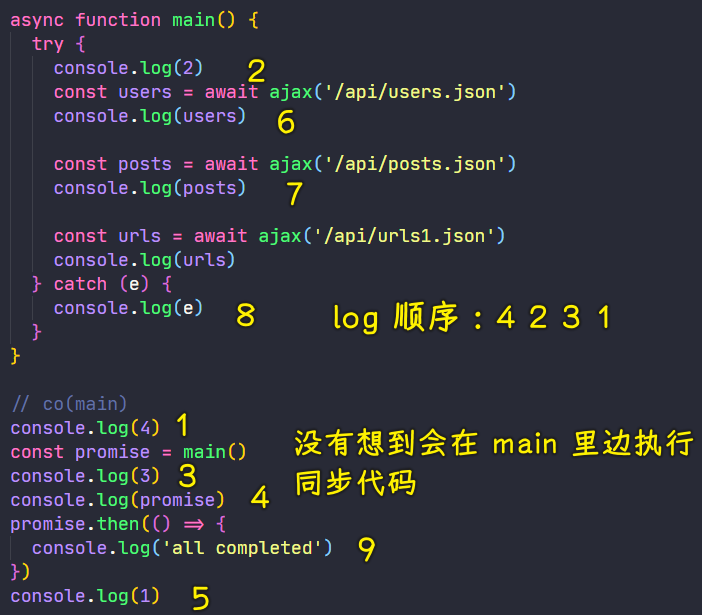 async function main() {
try {
console.log(2) 2
const users = await ajax('/api/users.json')
console.log(users) 6
const posts = await ajax('/api/posts.json')
console.log(posts) 7
const urls = await ajax('/api/urls1.json')
console.log(urls)
} catch (e) {
console.log(e) 8 log 顺序：4 2 3 1
}
}
// co(main)
console.log(4) 1
const promise = main() 没有想到会在 main 里边执行
console.log(3) 3 同步代码
console.log(promise) 4
promise.then(() => {
console.log('all completed') 9
})
console.log(1) 5